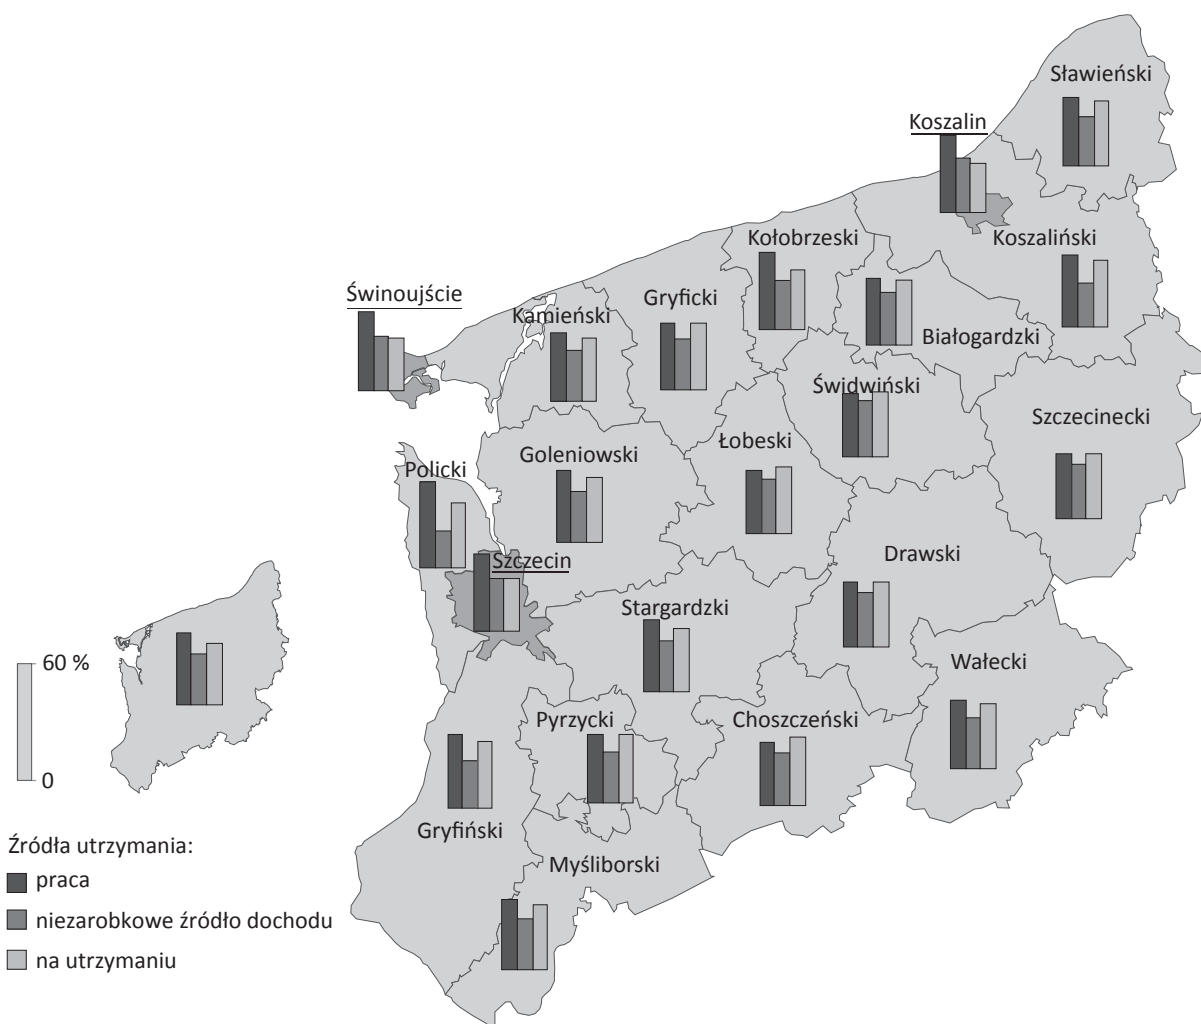 Sławieński
Koszalin
Kołobrzeski
Koszaliński
Świnoujście
Kamieński
Gryficki
Białogardzki
Świdwiński
Szczecinecki
Łobeski
Goleniowski
Policki
Szczecin
Drawski
Stargardzki
Wałecki
60 %
Pyrzycki
Choszczeński
0
Gryfiński
Źródła utrzymania:
Myśliborski
praca
niezarobkowe źródło dochodu
na utrzymaniu